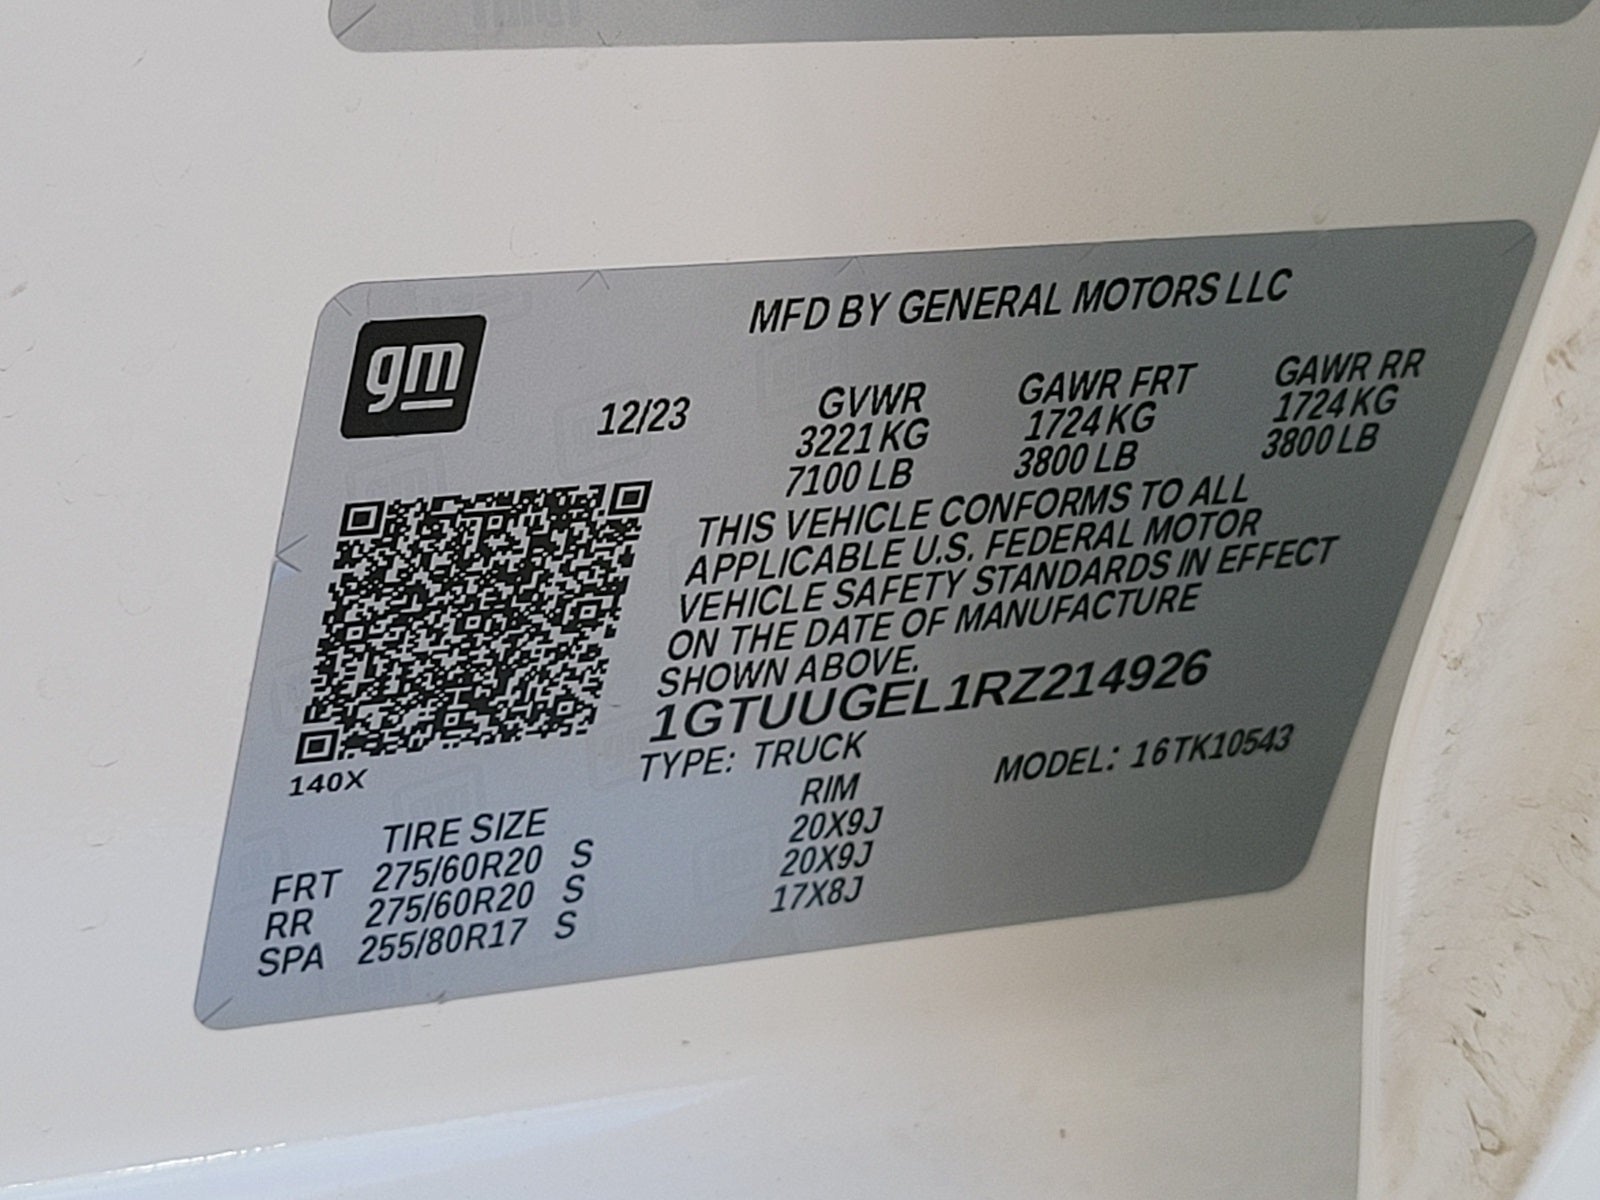 gm
MFD BY GENERAL MOTORS LLC
12/23 GVWR GAWR FRT GAWR RR
3221 KG 1724 KG 1724 KG
7100 LB 3800 LB 3800 LB
THIS VEHICLE CONFORMS TO ALL
APPLICABLE U.S. FEDERAL MOTOR
VEHICLE SAFETY STANDARDS IN EFFECT
ON THE DATE OF MANUFACTURE
SHOWN ABOVE.
1GTUUGEL1RZ214926
TYPE: TRUCK MODEL: 16TK10543
140X
TIRE SIZE RIM
FRT 275/60R20 S 20X9J
RR 275/60R20 S 20X9J
SPA 255/80R17 S 17X8J